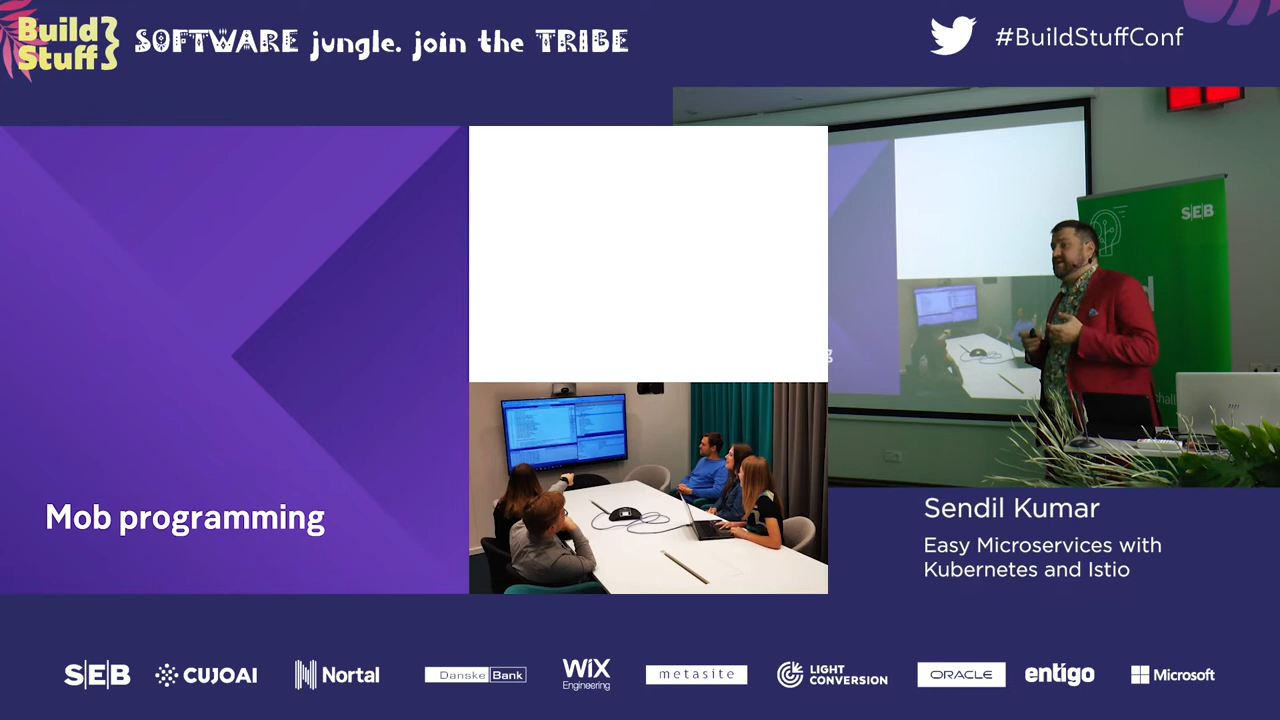 Build
Stuff
SOFTWARE jungle. join the TRIBE
#BuildStuffConf
SEB
Mob programming
Sendil Kumar
Easy Microservices with
Kubernetes and Istio
SEB
CUJOAI
Nortal
Danske Bank
WiX
Engineering
metasite
LIGHT
CONVERSION
ORACLE
entigo
Microsoft